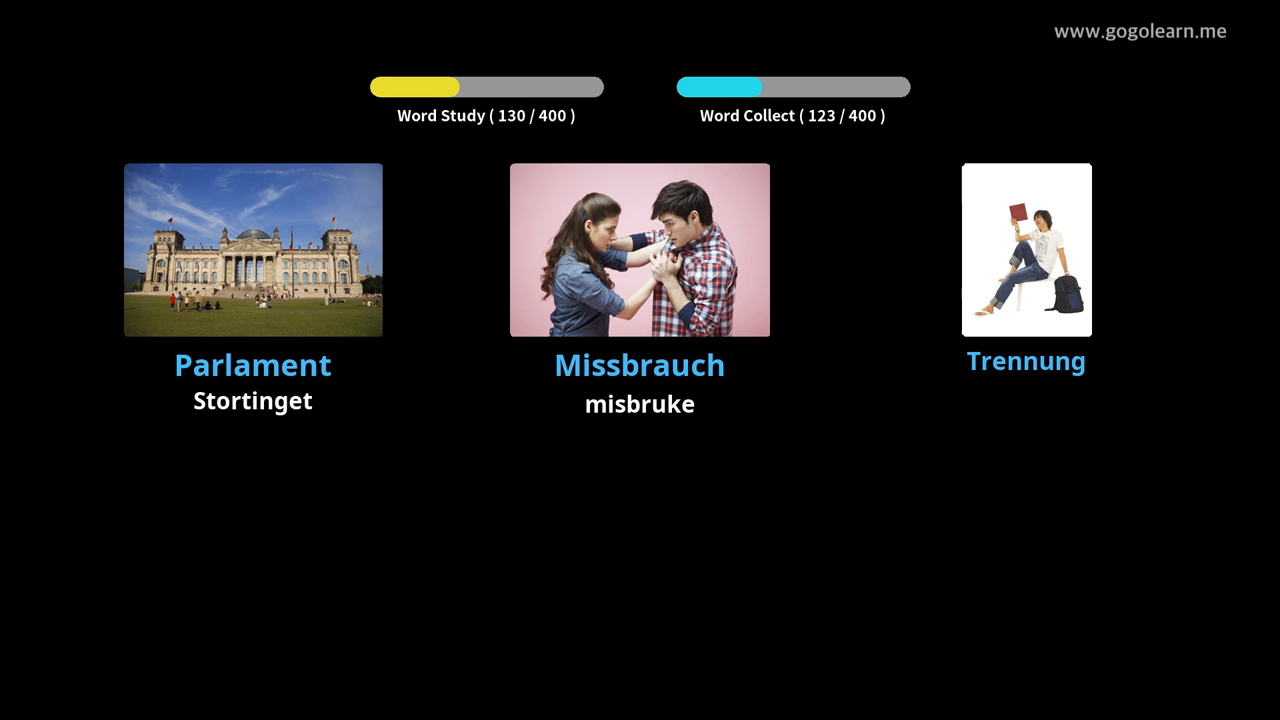 www.gogolearn.me
Word Study ( 130 / 400 )
Word Collect ( 123 / 400 )
Parlament
Stortinget
Missbrauch
misbruke
Trennung